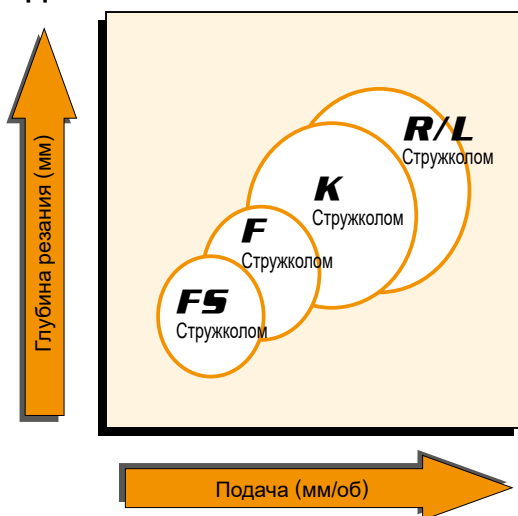 Глубина резания (мм)
R/L
Стружколом
K
Стружколом
F
Стружколом
FS
Стружколом
Подача (мм/об)